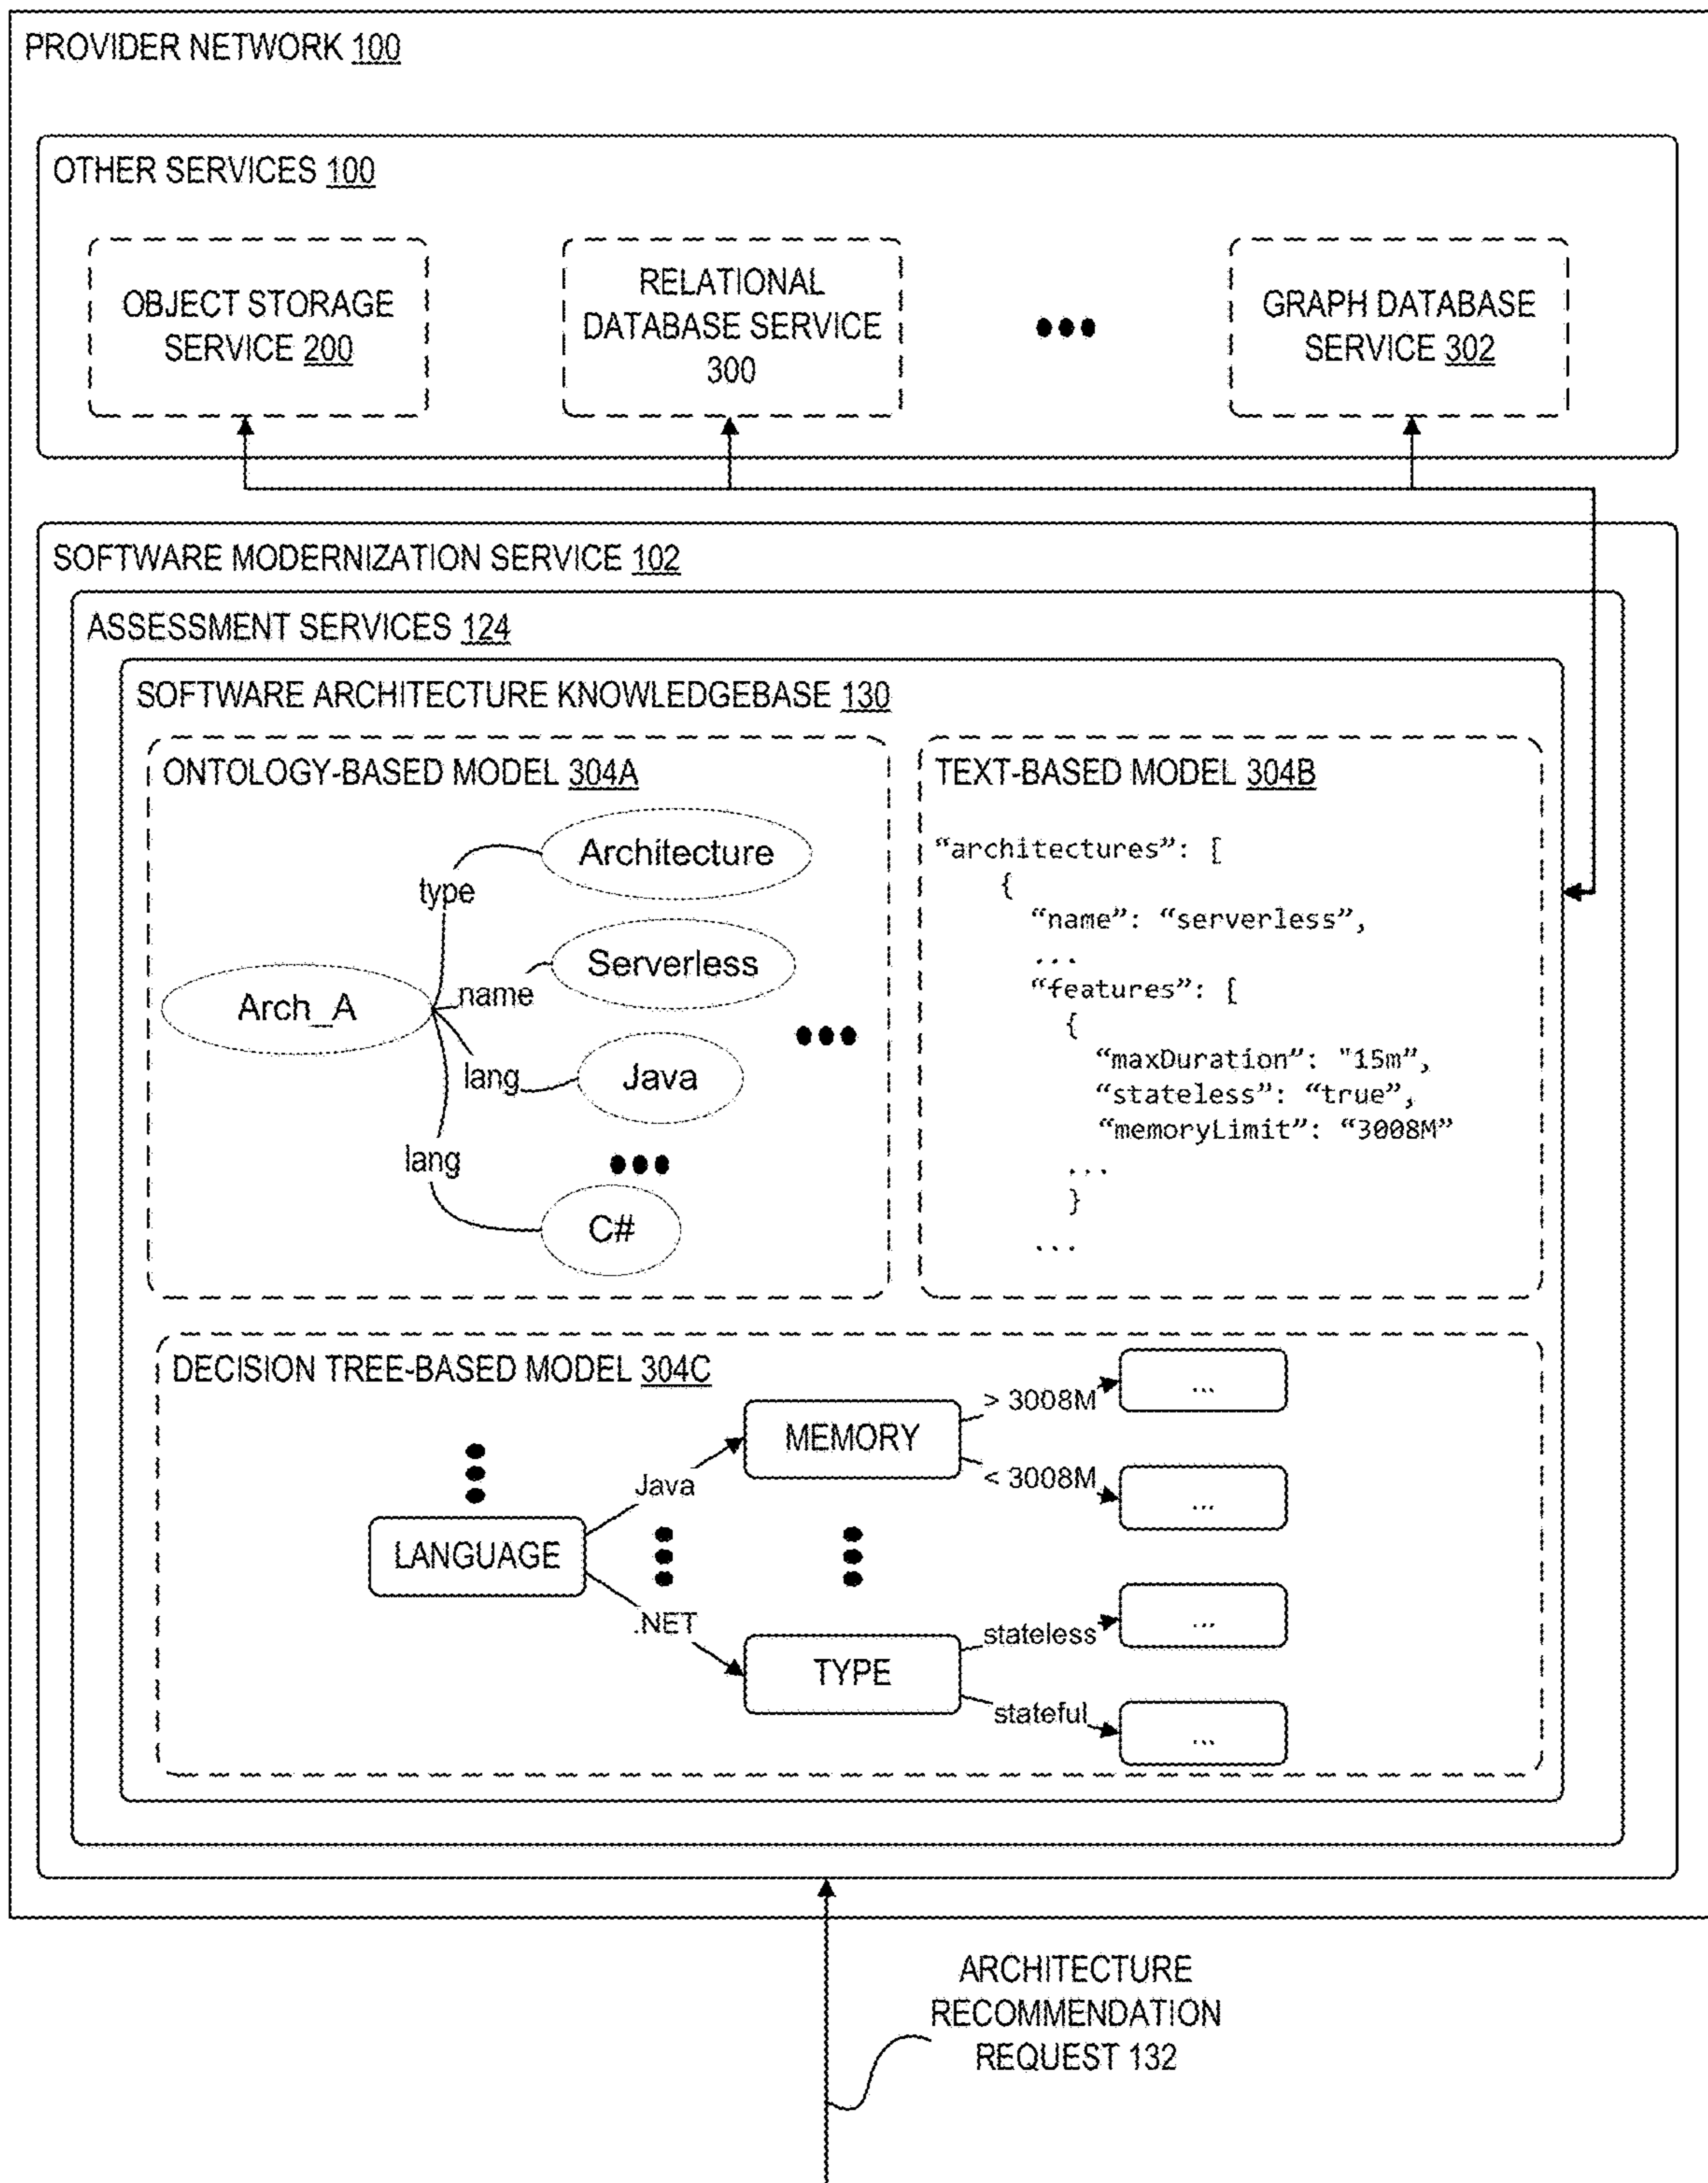 PROVIDER NETWORK 100
OTHER SERVICES 100
OBJECT STORAGE
SERVICE 200
RELATIONAL
DATABASE SERVICE
300
GRAPH DATABASE
SERVICE 302
SOFTWARE MODERNIZATION SERVICE 102
ASSESSMENT SERVICES 124
SOFTWARE ARCHITECTURE KNOWLEDGEBASE 130
ONTOLOGY-BASED MODEL 304A
Architecture
type
Serverless
name
Arch_A
lang
Java
lang
C#
TEXT-BASED MODEL 304B
“architectures”: [
{
“name”: “serverless”,
...
“features”: [
{
“maxDuration”: "15m”,
“stateless”: “true”,
“memoryLimit”: “3008M”
...
}
...
DECISION TREE-BASED MODEL 304C
> 3008M
...
MEMORY
< 3008M
...
Java
LANGUAGE
.NET
stateless
...
TYPE
stateful
...
ARCHITECTURE
RECOMMENDATION
REQUEST 132